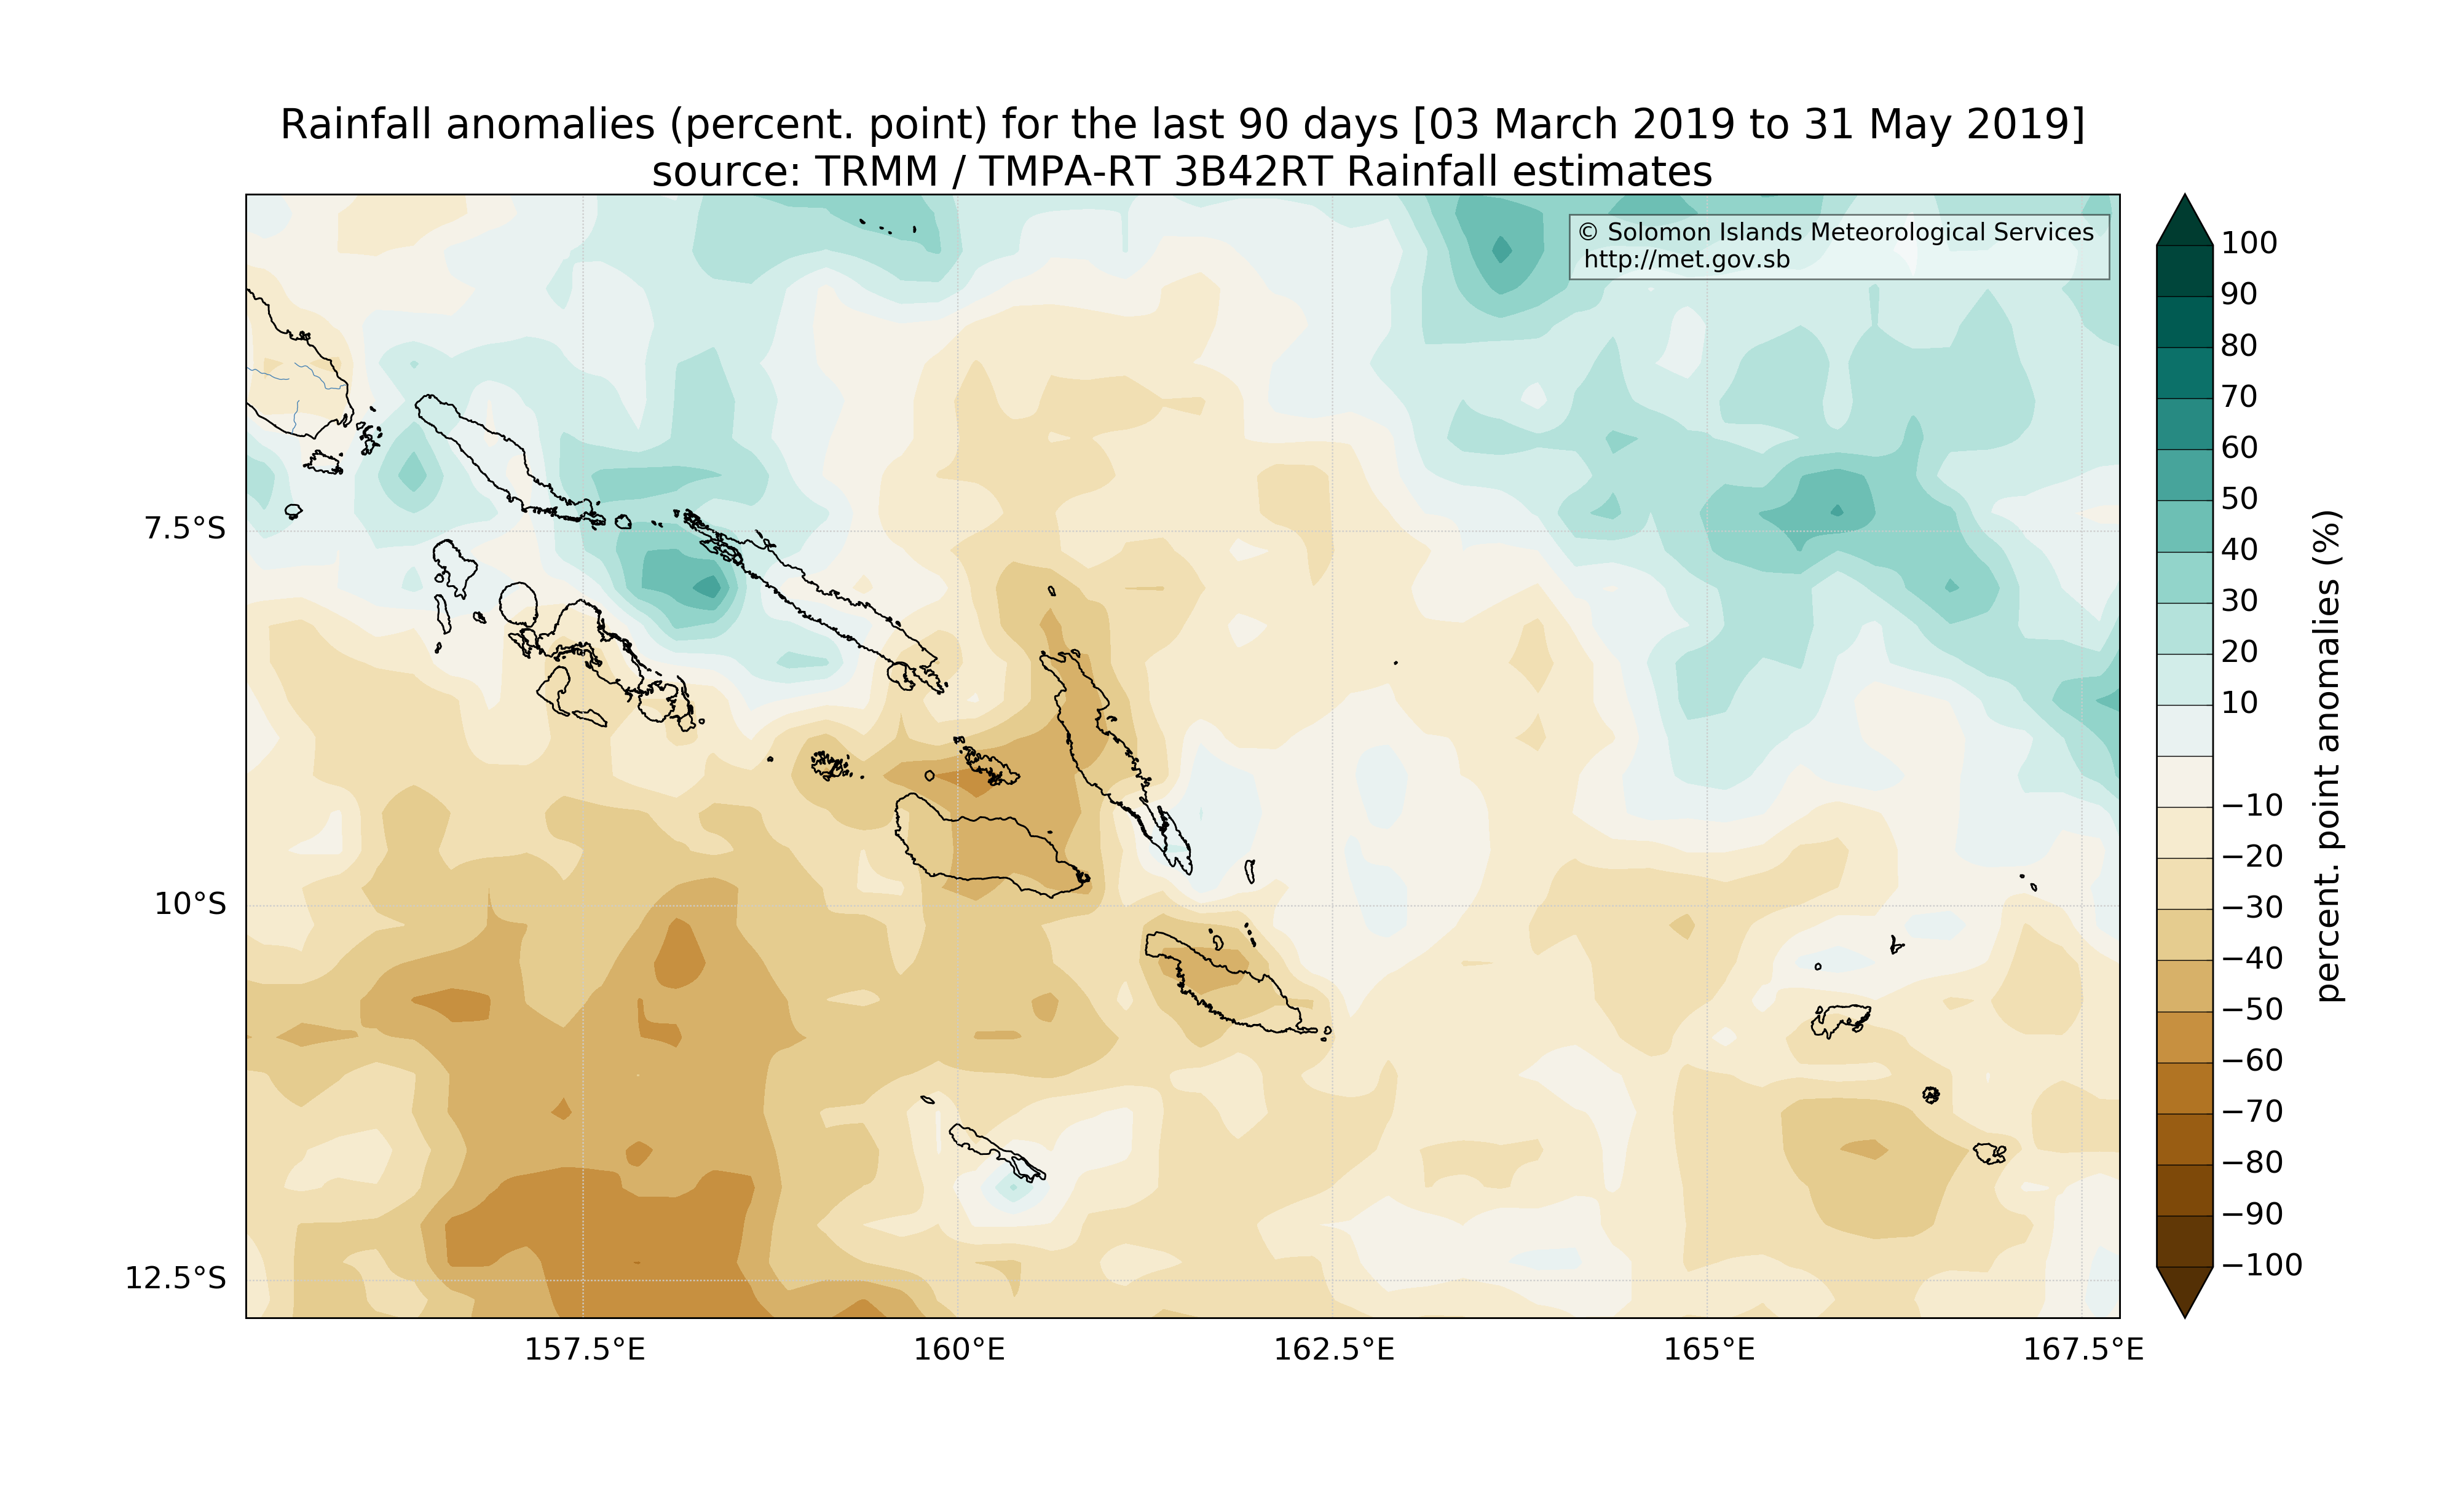 Rainfall anomalies (percent. point) for the last 90 days [03 March 2019 to 31 May 2019]
source: TRMM / TMPA-RT 3B42RT Rainfall estimates
© Solomon Islands Meteorological Services
http://met.gov.sb
7.5°S
10°S
12.5°S
157.5°E
160°E
162.5°E
165°E
167.5°E
100
90
80
70
60
50
40
30
20
10
−10
−20
−30
−40
−50
−60
−70
−80
−90
−100
percent. point anomalies (%)